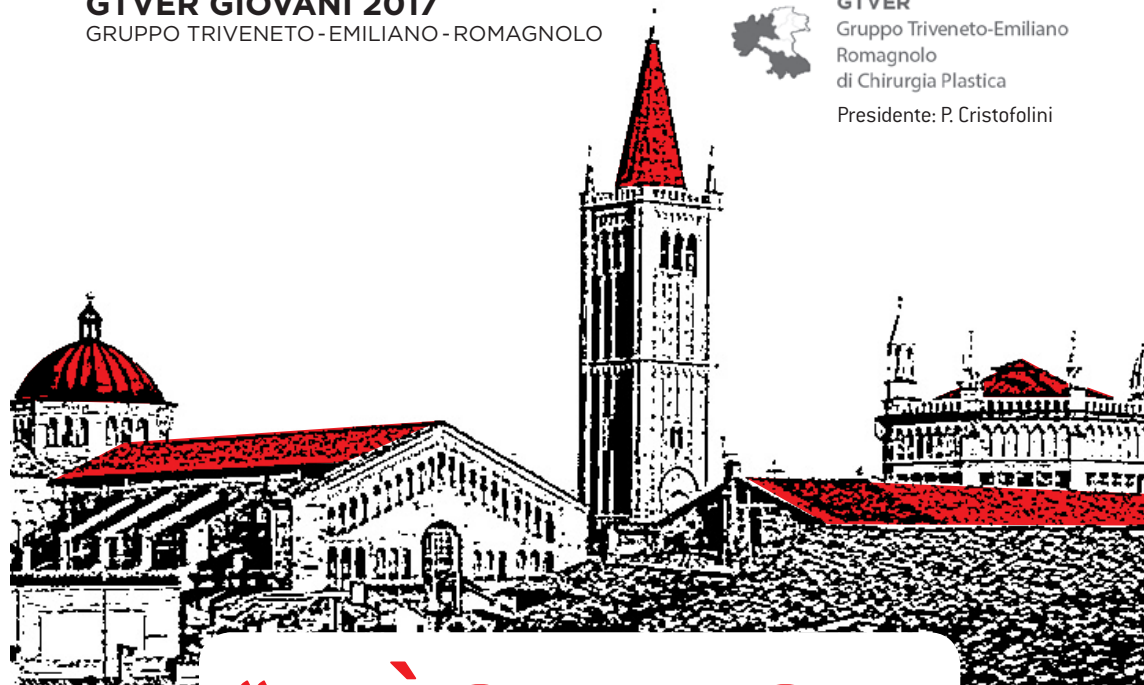 GTVER GIOVANI 2017
GRUPPO TRIVENETO-EMILIANO-ROMAGNOLO
GTVER
Gruppo Triveneto-Emiliano
Romagnolo
di Chirurgia Plastica
Presidente: P. Cristofolini